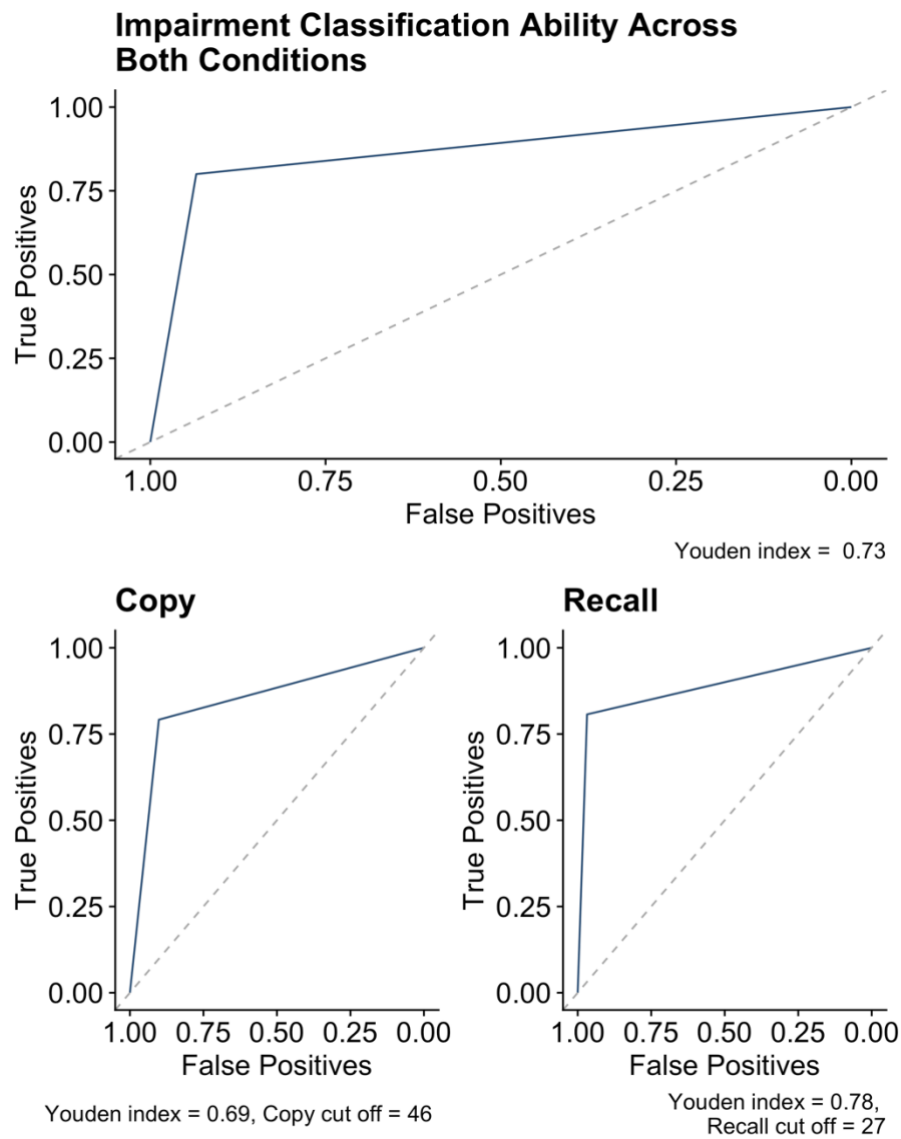 Impairment Classification Ability Across
Both Conditions
True Positives
1.00
0.75
0.50
0.25
0.00
1.00 0.75 0.50 0.25 0.00
False Positives
Youden index = 0.73
Copy
True Positives
1.00
0.75
0.50
0.25
0.00
1.00 0.75 0.50 0.25 0.00
False Positives
Youden index = 0.69, Copy cut off = 46
Recall
True Positives
1.00
0.75
0.50
0.25
0.00
1.00 0.75 0.50 0.25 0.00
False Positives
Youden index = 0.78,
Recall cut off = 27